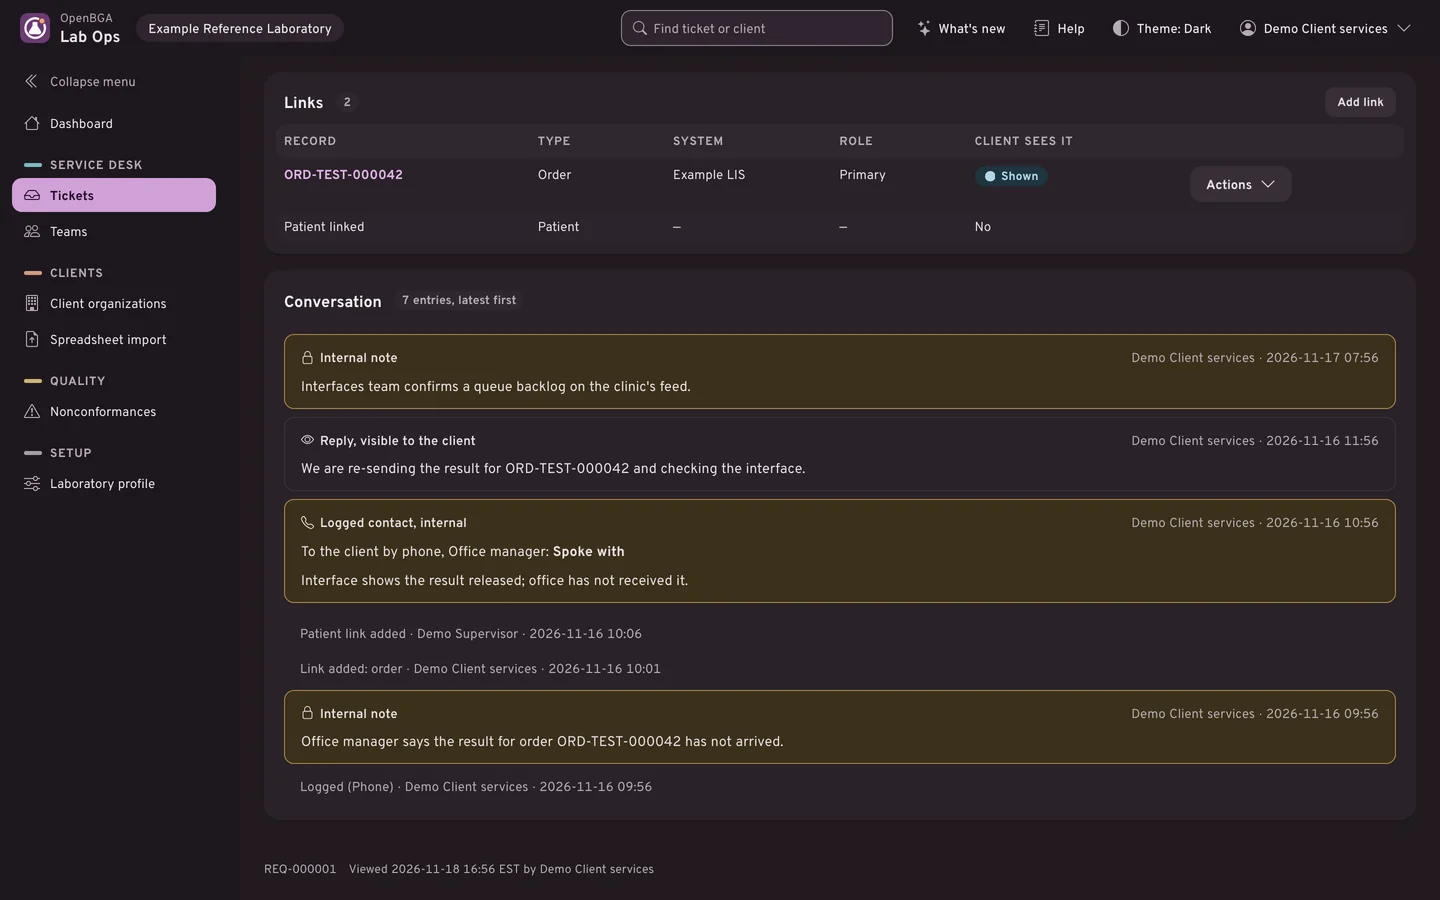 OpenBGA
Lab Ops
Example Reference Laboratory
Find ticket or client
What's new
Help
Theme: Dark
Demo Client services
Collapse menu
Dashboard
SERVICE DESK
Tickets
Teams
CLIENTS
Client organizations
Spreadsheet import
QUALITY
Nonconformances
SETUP
Laboratory profile
Links 2
Add link
RECORD TYPE SYSTEM ROLE CLIENT SEES IT
ORD-TEST-000042 Order Example LIS Primary Shown Actions
Patient linked Patient — — No
Conversation 7 entries, latest first
Internal note Demo Client services · 2026-11-17 07:56
Interfaces team confirms a queue backlog on the clinic's feed.
Reply, visible to the client Demo Client services · 2026-11-16 11:56
We are re-sending the result for ORD-TEST-000042 and checking the interface.
Logged contact, internal Demo Client services · 2026-11-16 10:56
To the client by phone, Office manager: Spoke with
Interface shows the result released; office has not received it.
Patient link added · Demo Supervisor · 2026-11-16 10:06
Link added: order · Demo Client services · 2026-11-16 10:01
Internal note Demo Client services · 2026-11-16 09:56
Office manager says the result for order ORD-TEST-000042 has not arrived.
Logged (Phone) · Demo Client services · 2026-11-16 09:56
REQ-000001 Viewed 2026-11-18 16:56 EST by Demo Client services